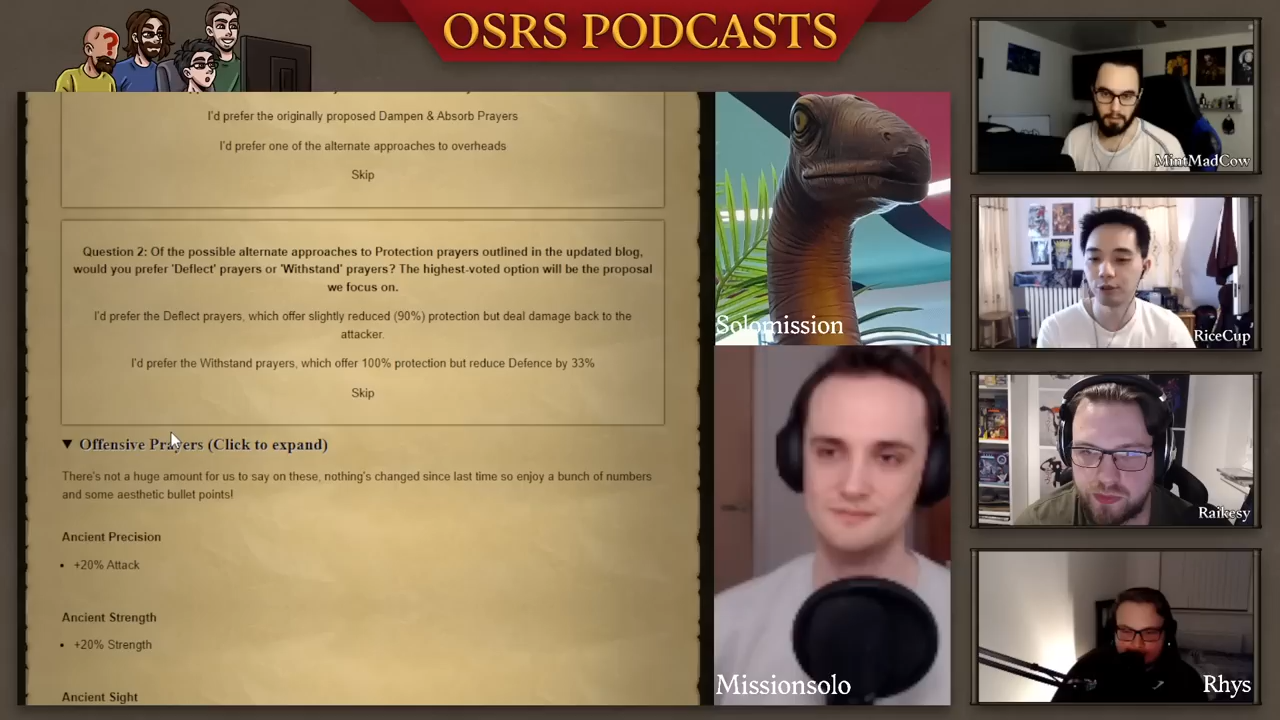 OSRS PODCASTS
?
I'd prefer the originally proposed Dampen & Absorb Prayers
I'd prefer one of the alternate approaches to overheads
Skip
Question 2: Of the possible alternate approaches to Protection prayers outlined in the updated blog,
would you prefer 'Deflect' prayers or 'Withstand' prayers? The highest-voted option will be the proposal
we focus on.
I'd prefer the Deflect prayers, which offer slightly reduced (90%) protection but deal damage back to the
attacker.
I'd prefer the Withstand prayers, which offer 100% protection but reduce Defence by 33%
Skip
▼ Offensive Prayers (Click to expand)
There's not a huge amount for us to say on these, nothing's changed since last time so enjoy a bunch of numbers
and some aesthetic bullet points!
Ancient Precision
• +20% Attack
Ancient Strength
• +20% Strength
Ancient Sight
Solomission
Missionsolo
MintMadCow
RiceCup
Raikesy
Rhys